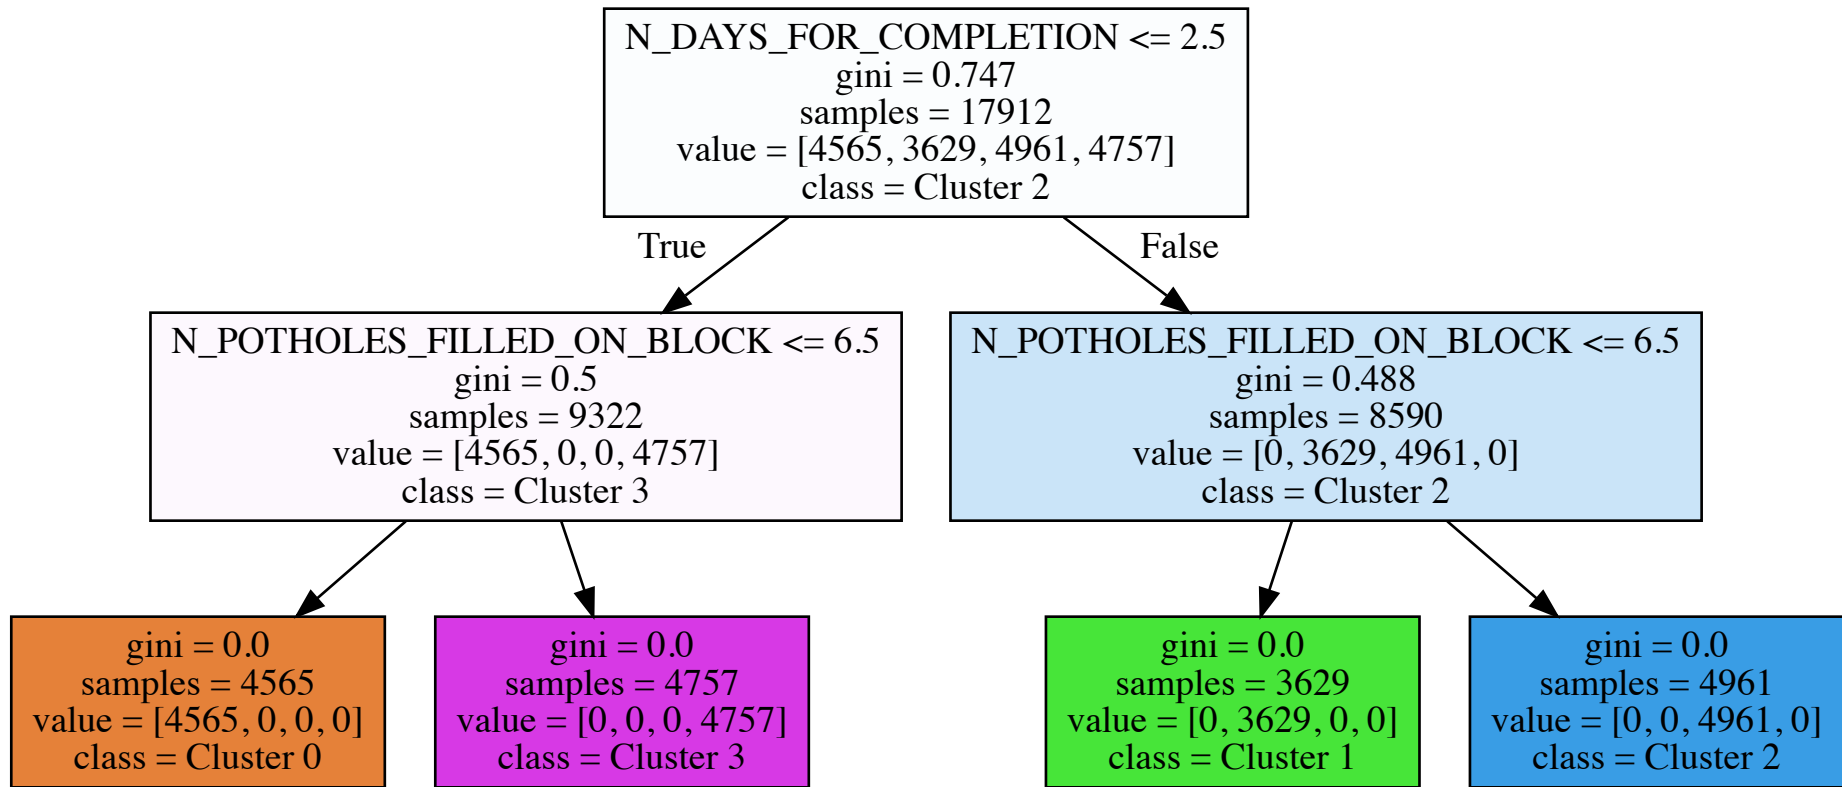 N_DAYS_FOR_COMPLETION <= 2.5
gini = 0.747
samples = 17912
value = [4565, 3629, 4961, 4757]
class = Cluster 2
True
False
N_POTHOLES_FILLED_ON_BLOCK <= 6.5
gini = 0.5
samples = 9322
value = [4565, 0, 0, 4757]
class = Cluster 3
N_POTHOLES_FILLED_ON_BLOCK <= 6.5
gini = 0.488
samples = 8590
value = [0, 3629, 4961, 0]
class = Cluster 2
gini = 0.0
samples = 4565
value = [4565, 0, 0, 0]
class = Cluster 0
gini = 0.0
samples = 4757
value = [0, 0, 0, 4757]
class = Cluster 3
gini = 0.0
samples = 3629
value = [0, 3629, 0, 0]
class = Cluster 1
gini = 0.0
samples = 4961
value = [0, 0, 4961, 0]
class = Cluster 2